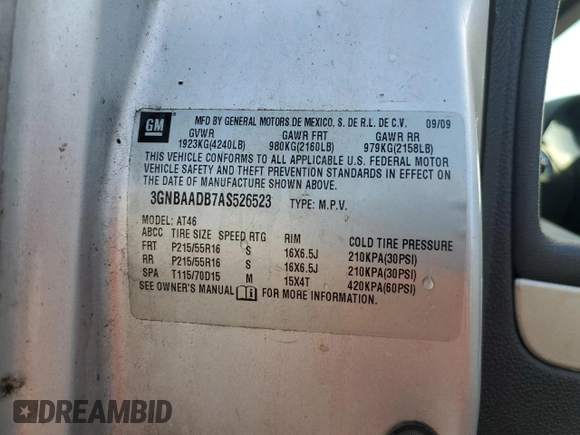 GM
MFD BY GENERAL MOTORS DE MEXICO, S. DE R.L. DE C.V. 09/09
GVWR GAWR FRT GAWR RR
1923KG(4240LB) 980KG(2160LB) 979KG(2158LB)
THIS VEHICLE CONFORMS TO ALL APPLICABLE U.S. FEDERAL MOTOR
VEHICLE SAFETY AND THEFT PREVENTION STANDARDS IN EFFECT ON
THE DATE OF MANUFACTURE SHOWN ABOVE.
3GNBAADB7AS526523 TYPE: M.P.V.
MODEL: AT46
ABCC TIRE SIZE SPEED RTG RIM COLD TIRE PRESSURE
FRT P215/55R16 S 16X6.5J 210KPA(30PSI)
RR P215/55R16 S 16X6.5J 210KPA(30PSI)
SPA T115/70D15 M 15X4T 420KPA(60PSI)
SEE OWNER'S MANUAL FOR MORE INFORMATION.
DREAMBID